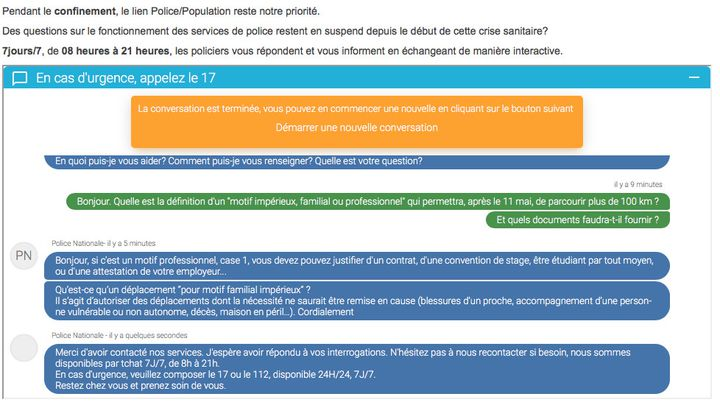 Pendant le confinement, le lien Police/Population reste notre priorité.
Des questions sur le fonctionnement des services de police restent en suspend depuis le début de cette crise sanitaire?
7jours/7, de 08 heures à 21 heures, les policiers vous répondent et vous informent en échangeant de manière interactive.
En cas d'urgence, appelez le 17
La conversation est terminée, vous pouvez en commencer une nouvelle en cliquant sur le bouton suivant
Démarrer une nouvelle conversation
En quoi puis-je vous aider? Comment puis-je vous renseigner? Quelle est votre question?
il y a 9 minutes
Bonjour. Quelle est la définition d'un "motif impérieux, familial ou professionnel" qui permettra, après le 11 mai, de parcourir plus de 100 km ?
Et quels documents faudra-t-il fournir ?
Police Nationale- il y a 5 minutes
PN
Bonjour, si c'est un motif professionnel, case 1, vous devez pouvez justifier d'un contrat, d'une convention de stage, être étudiant par tout moyen,
ou d'une attestation de votre employeur...
Qu'est-ce qu'un déplacement "pour motif familial impérieux" ?
Il s'agit d'autoriser des déplacements dont la nécessité ne saurait être remise en cause (blessures d'un proche, accompagnement d'une person-
ne vulnérable ou non autonome, décès, maison en péril...). Cordialement
Police Nationale - il y a quelques secondes
Merci d'avoir contacté nos services. J'espère avoir répondu à vos interrogations. N'hésitez pas à nous recontacter si besoin, nous sommes
disponibles par tchat 7J/7, de 8h à 21h.
En cas d'urgence, veuillez composer le 17 ou le 112, disponible 24H/24, 7J/7.
Restez chez vous et prenez soin de vous.